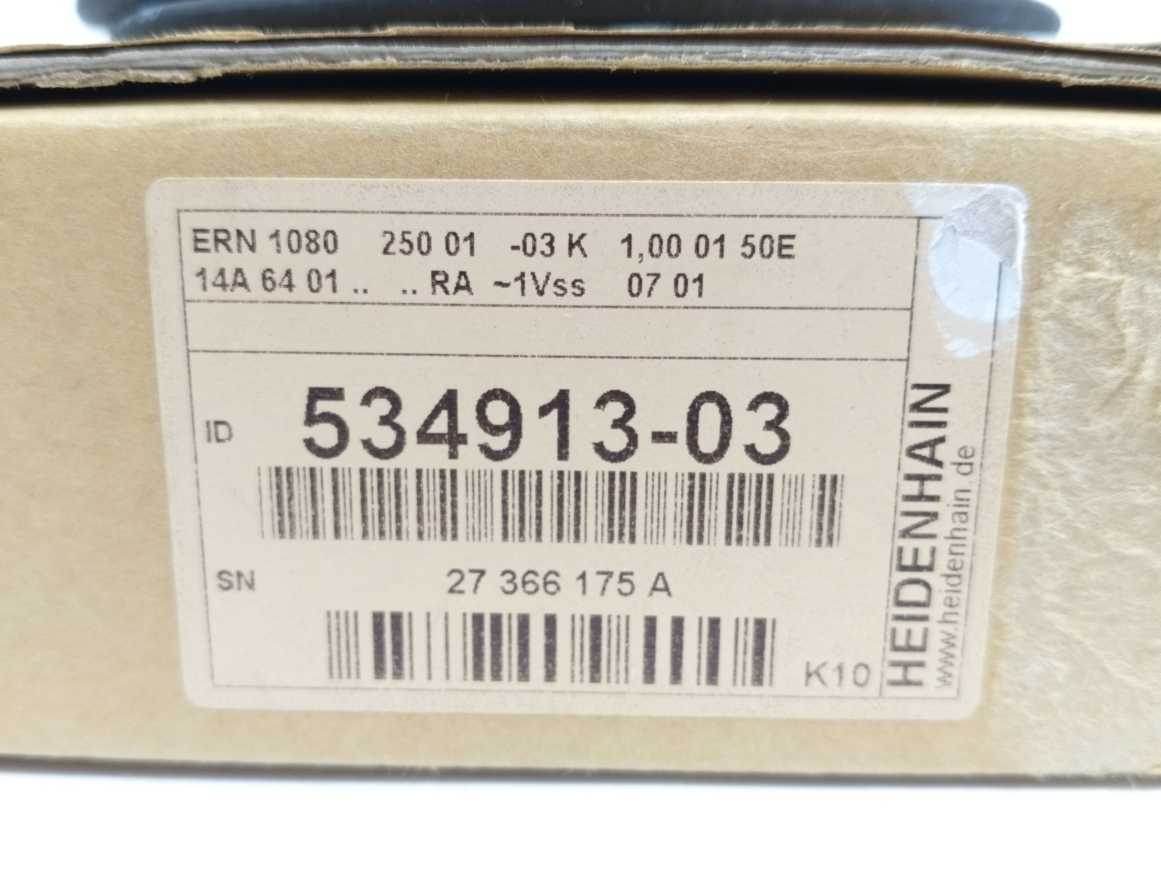 ERN 1080 250 01 -03 K 1,00 01 50E
14A 64 01 .. .. RA ~1Vss 07 01
ID 534913-03
SN 27 366 175 A
K10
HEIDENHAIN
www.heidenhain.de